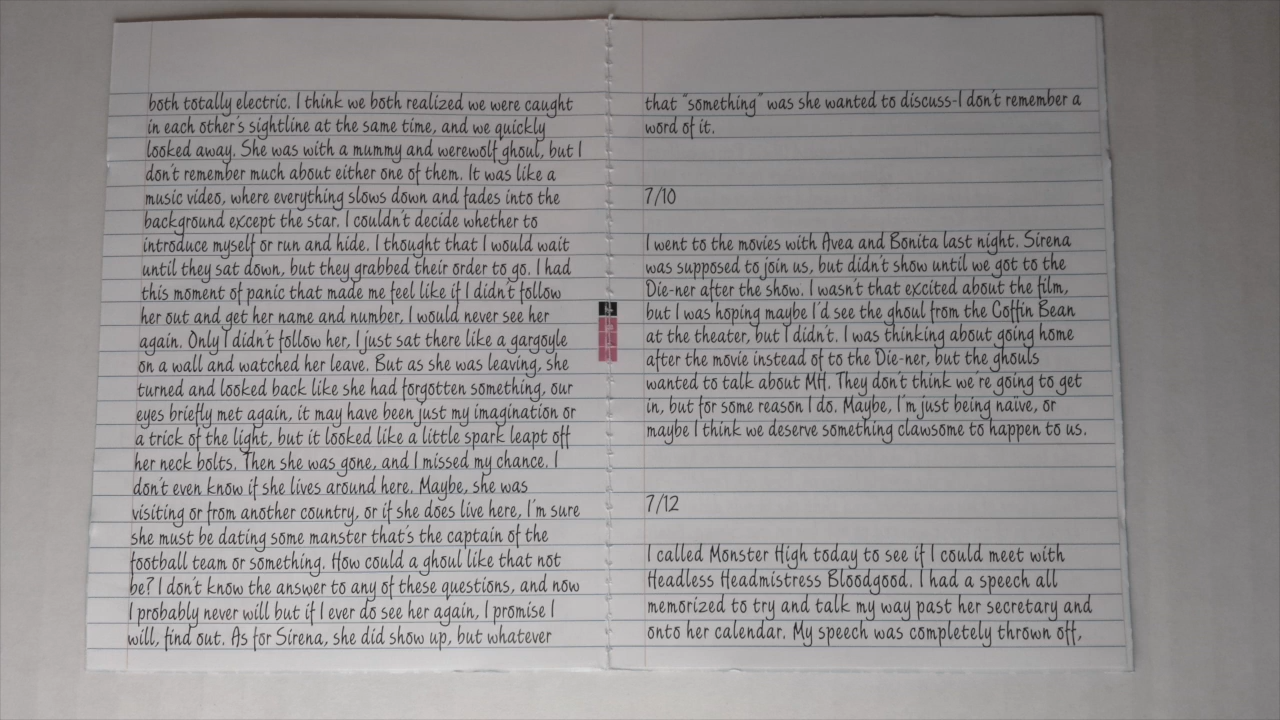 both totally electric. I think we both realized we were caught
in each other's sightline at the same time, and we quickly
looked away. She was with a mummy and werewolf ghoul, but I
don't remember much about either one of them. It was like a
music video, where everything slows down and fades into the
background except the star. I couldn't decide whether to
introduce myself or run and hide. I thought that I would wait
until they sat down, but they grabbed their order to go. I had
this moment of panic that made me feel like if I didn't follow
her out and get her name and number, I would never see her
again. Only I didn't follow her, I just sat there like a gargoyle
on a wall and watched her leave. But as she was leaving, she
turned and looked back like she had forgotten something, our
eyes briefly met again, it may have been just my imagination or
a trick of the light, but it looked like a little spark leapt off
her neck bolts. Then she was gone, and I missed my chance. I
don't even know if she lives around here. Maybe, she was
visiting or from another country, or if she does live here, I'm sure
she must be dating some manster that's the captain of the
football team or something. How could a ghoul like that not
be? I don't know the answer to any of these questions, and now
I probably never will but if I ever do see her again, I promise I
will, find out. As for Sirena, she did show up, but whatever
that "something" was she wanted to discuss-I don't remember a
word of it.
7/10
I went to the movies with Avea and Bonita last night. Sirena
was supposed to join us, but didn't show until we got to the
Die-ner after the show. I wasn't that excited about the film,
but I was hoping maybe I'd see the ghoul from the Coffin Bean
at the theater, but I didn't. I was thinking about going home
after the movie instead of to the Die-ner, but the ghouls
wanted to talk about MH. They don't think we're going to get
in, but for some reason I do. Maybe, I'm just being naïve, or
maybe I think we deserve something clawsome to happen to us.
7/12
I called Monster High today to see if I could meet with
Headless Headmistress Bloodgood. I had a speech all
memorized to try and talk my way past her secretary and
onto her calendar. My speech was completely thrown off,